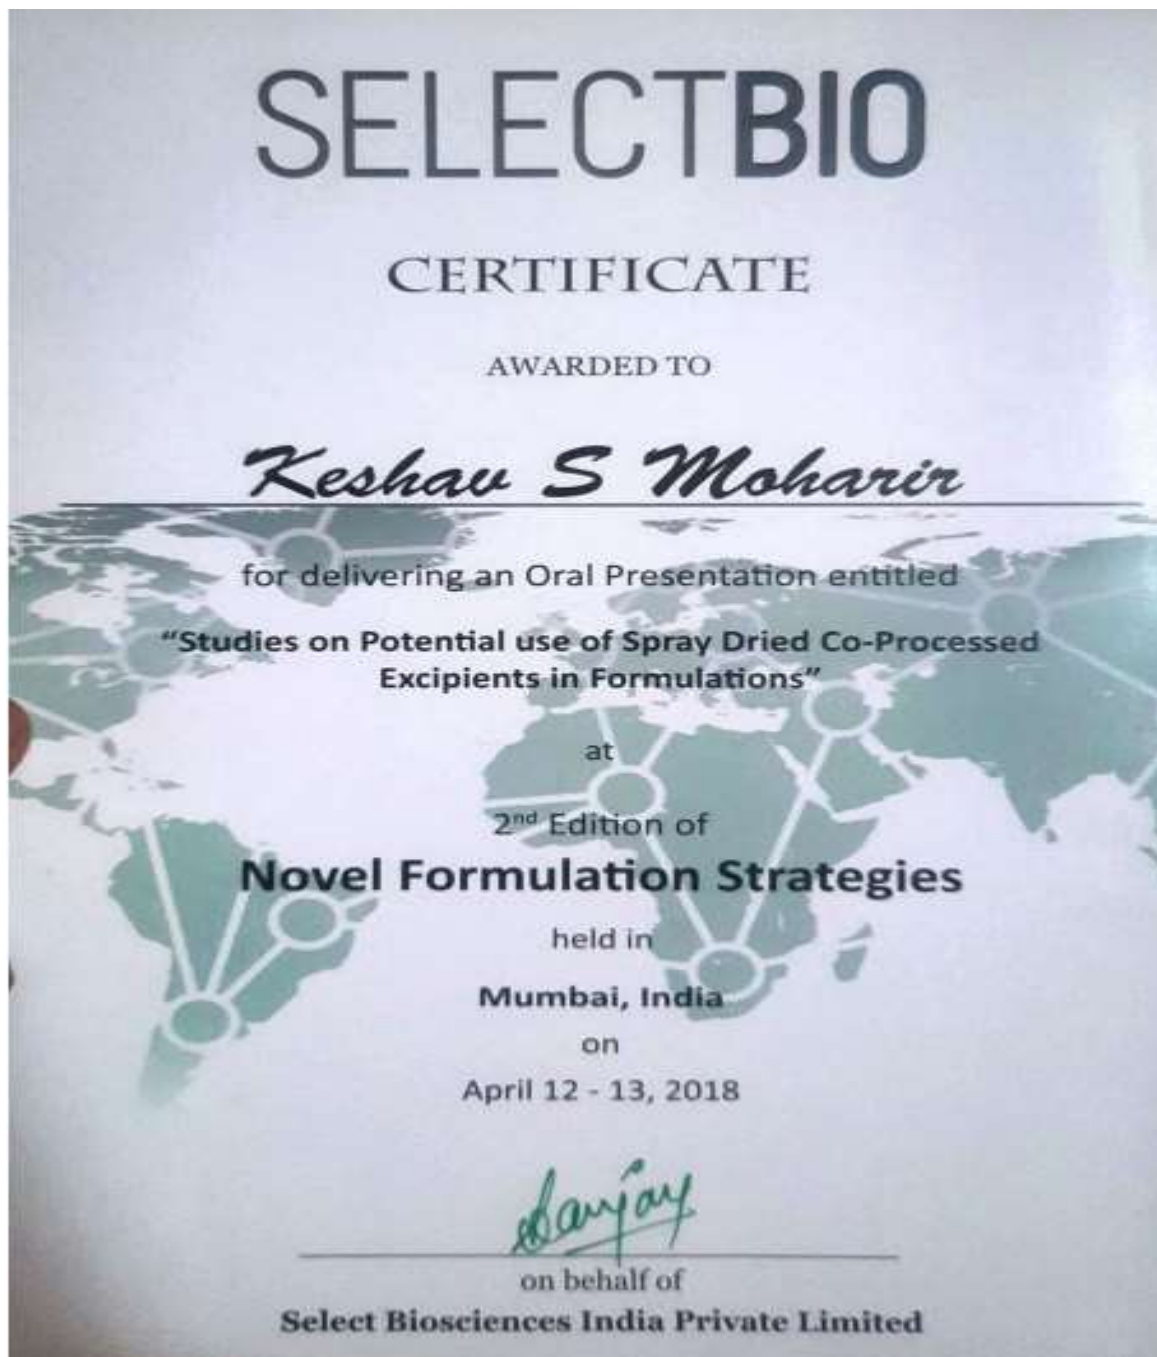 SELECTBIO
CERTIFICATE
AWARDED TO
Keshav S Moharir
for delivering an Oral Presentation entitled
“Studies on Potential use of Spray Dried Co-Processed
Excipients in Formulations”
at
2nd Edition of
Novel Formulation Strategies
held in
Mumbai, India
on
April 12 - 13, 2018
Sanjay
on behalf of
Select Biosciences India Private Limited